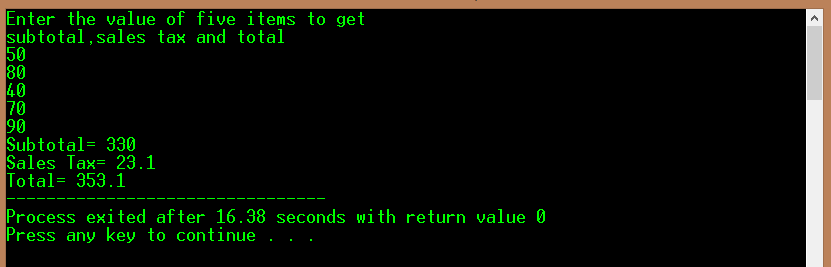 Enter the value of five items to get
subtotal,sales tax and total
50
80
40
70
90
Subtotal= 330
Sales Tax= 23.1
Total= 353.1
--------------------------------
Process exited after 16.38 seconds with return value 0
Press any key to continue . . .